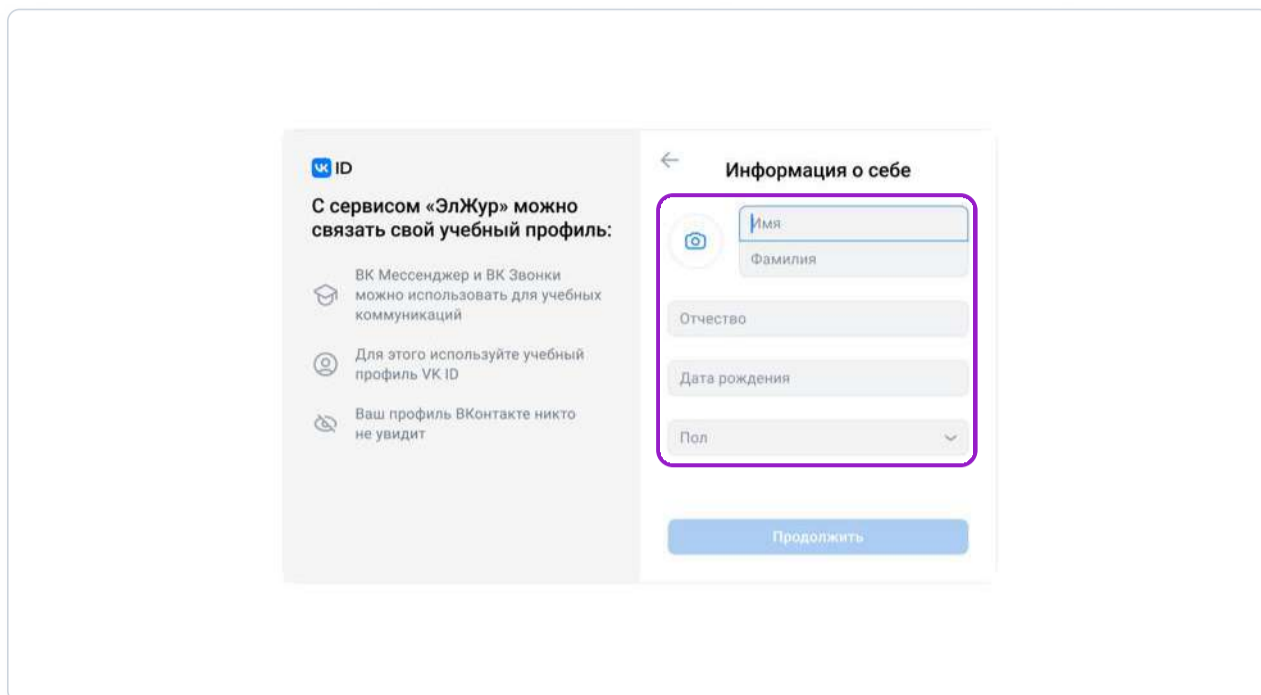 VK ID
С сервисом «ЭлЖур» можно
связать свой учебный профиль:
ВК Мессенджер и ВК Звонки
можно использовать для учебных
коммуникаций
Для этого используйте учебный
профиль VK ID
Ваш профиль ВКонтакте никто
не увидит
Информация о себе
Имя
Фамилия
Отчество
Дата рождения
Пол
Продолжить